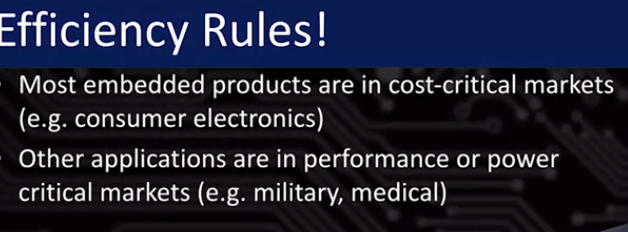 Efficiency Rules!
Most embedded products are in cost-critical markets
(e.g. consumer electronics)
Other applications are in performance or power
critical markets (e.g. military, medical)